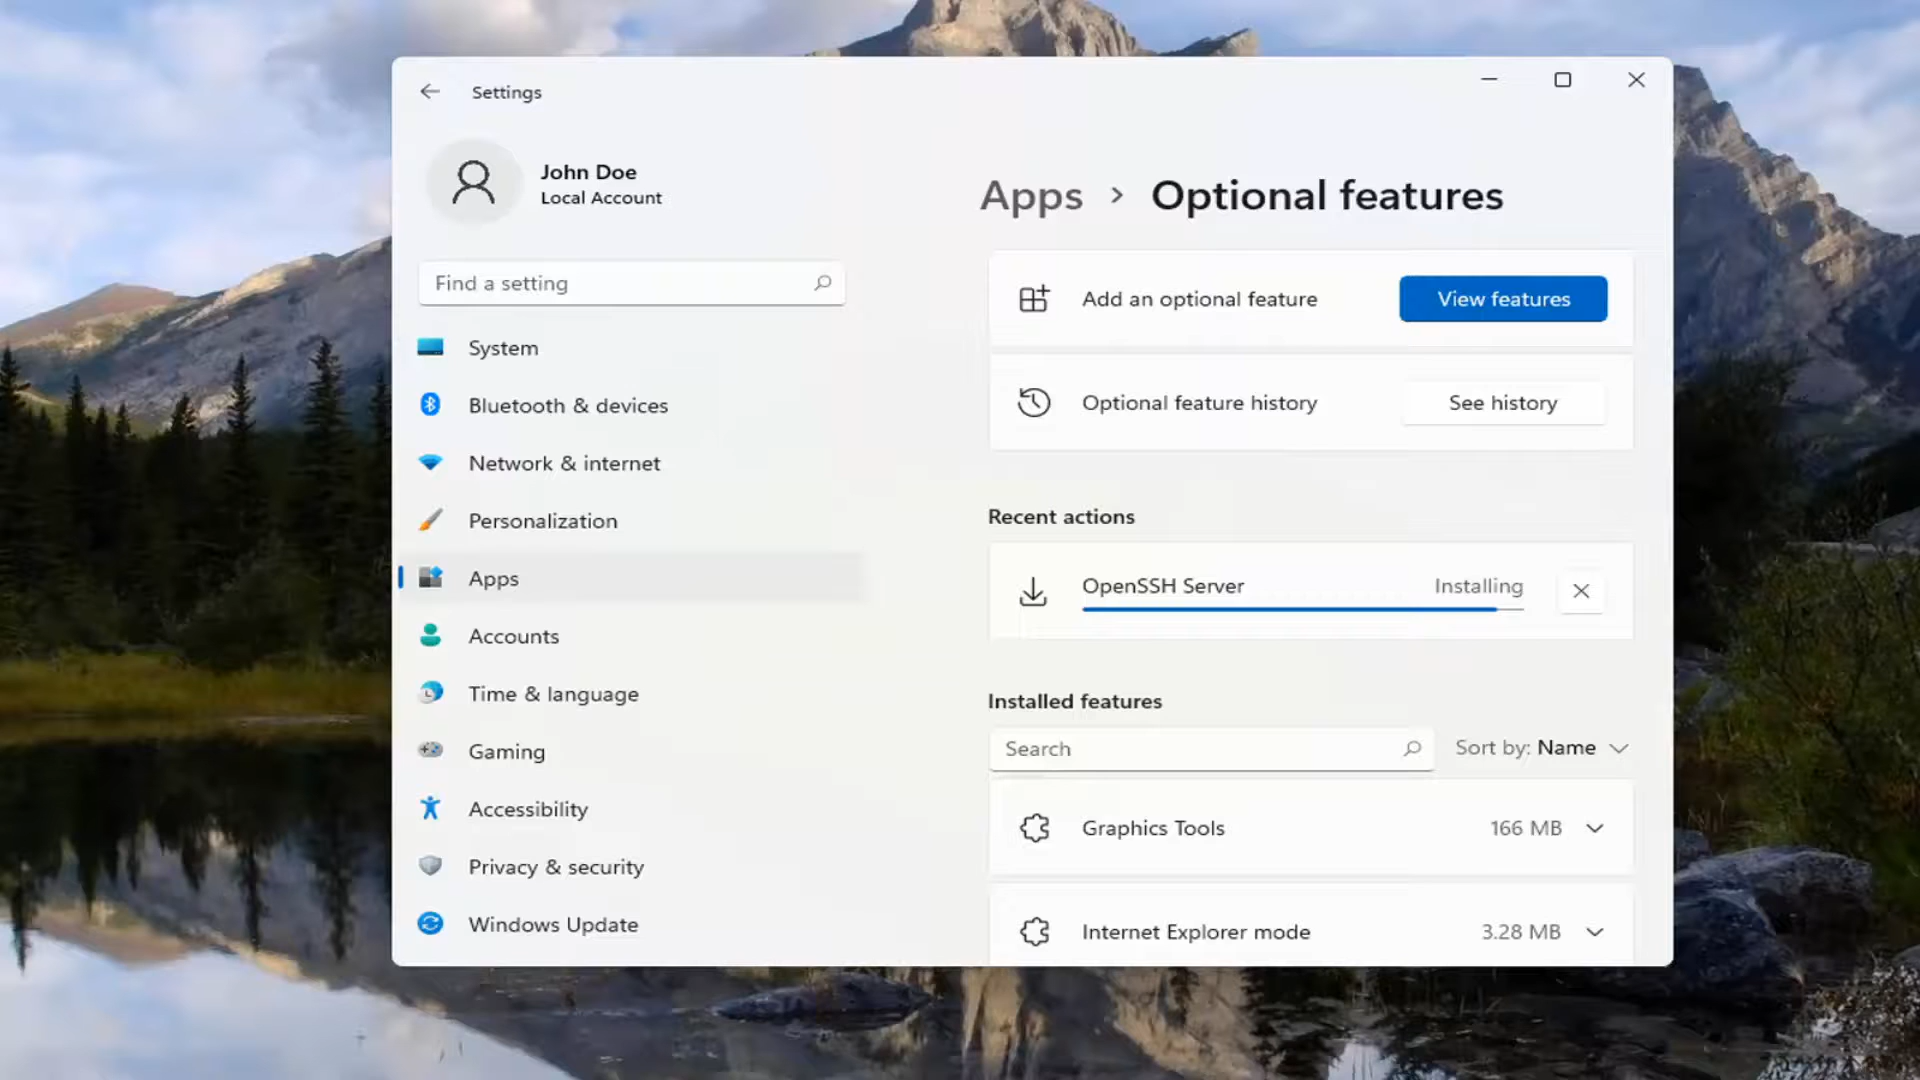 Settings
John Doe
Local Account
Find a setting
System
Bluetooth & devices
Network & internet
Personalization
Apps
Accounts
Time & language
Gaming
Accessibility
Privacy & security
Windows Update
Apps > Optional features
Add an optional feature
View features
Optional feature history
See history
Recent actions
OpenSSH Server
Installing
Installed features
Search
Sort by: Name
Graphics Tools
166 MB
Internet Explorer mode
3.28 MB